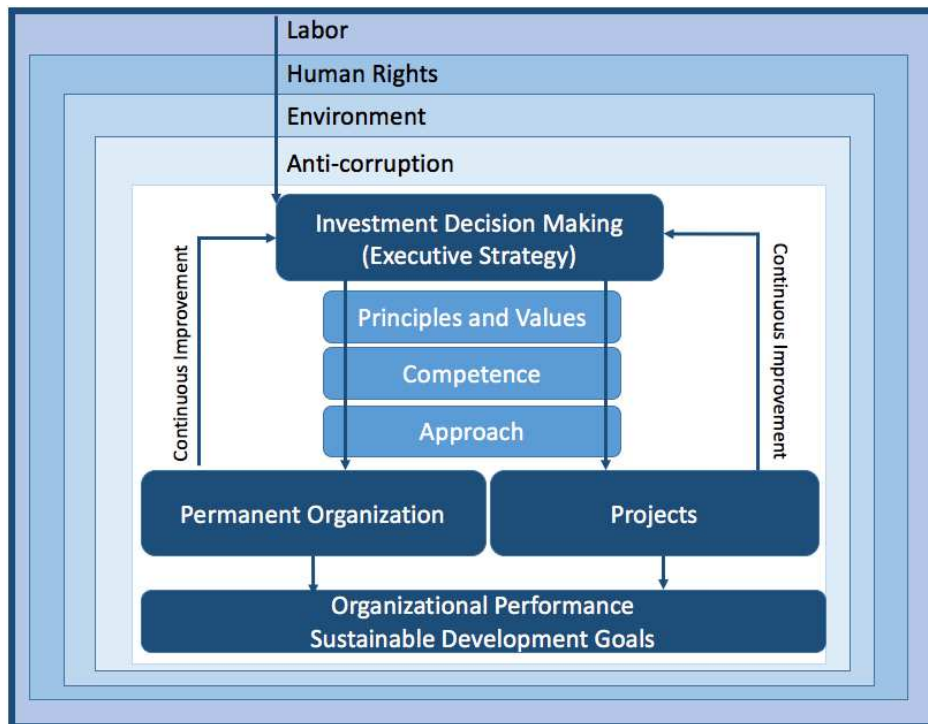 Labor
Human Rights
Environment
Anti-corruption
Investment Decision Making
(Executive Strategy)
Continuous Improvement
Continuous Improvement
Principles and Values
Competence
Approach
Permanent Organization
Projects
Organizational Performance
Sustainable Development Goals